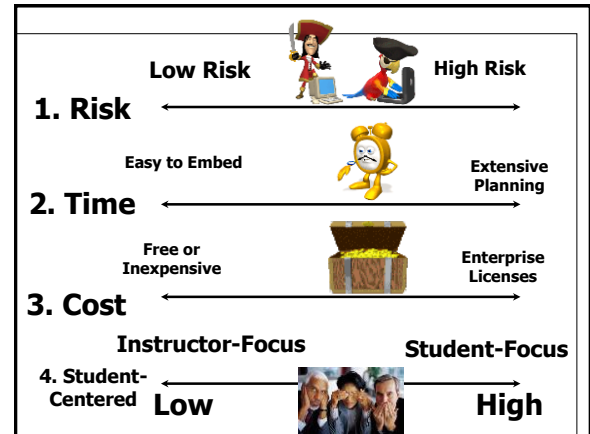 Low Risk
High Risk
1. Risk
Easy to Embed
Extensive
Planning
2. Time
Free or
Inexpensive
Enterprise
Licenses
3. Cost
Instructor-Focus
Student-Focus
4. Student-
Centered
Low
High